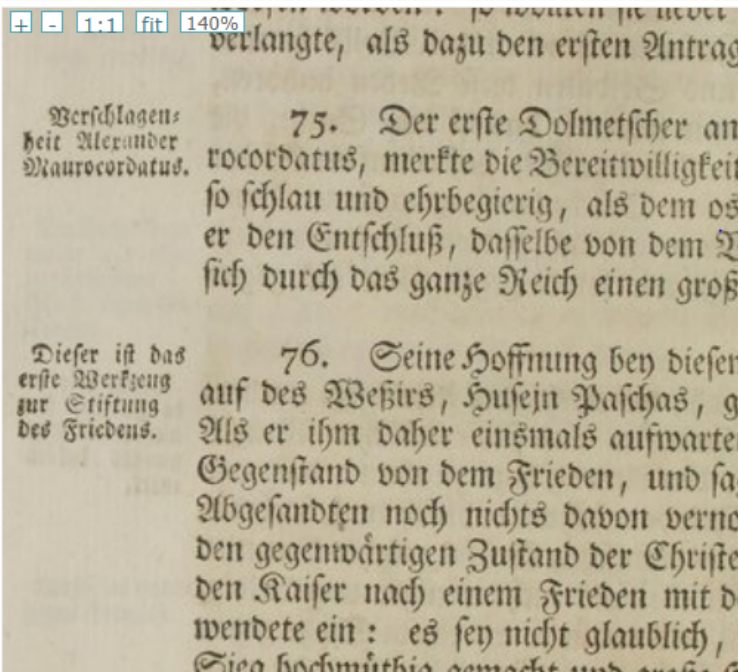 + - 1:1 fit 140%
verlangte, als dazu den ersten Antrag
Verschlagen-
heit Alexander
Maurocordatus.
75. Der erste Dolmetscher an
rocordatus, merkte die Bereitwilligkeit
so schlau und ehrbegierig, als dem os
er den Entschluß, dasselbe von dem
sich durch das ganze Reich einen groß
Dieser ist das
erste Werkzeug
zur Stiftung
des Friedens.
76. Seine Hoffnung bey dieser
auf des Weßirs, Husejn Paschas, g
Als er ihm daher einsmals aufwarte
Gegenstand von dem Frieden, und sa
Abgesandten noch nichts davon verno
den gegenwärtigen Zustand der Christe
den Kaiser nach einem Frieden mit d
wendete ein: es sey nicht glaublich,
Sieg hochmüthig gemacht und